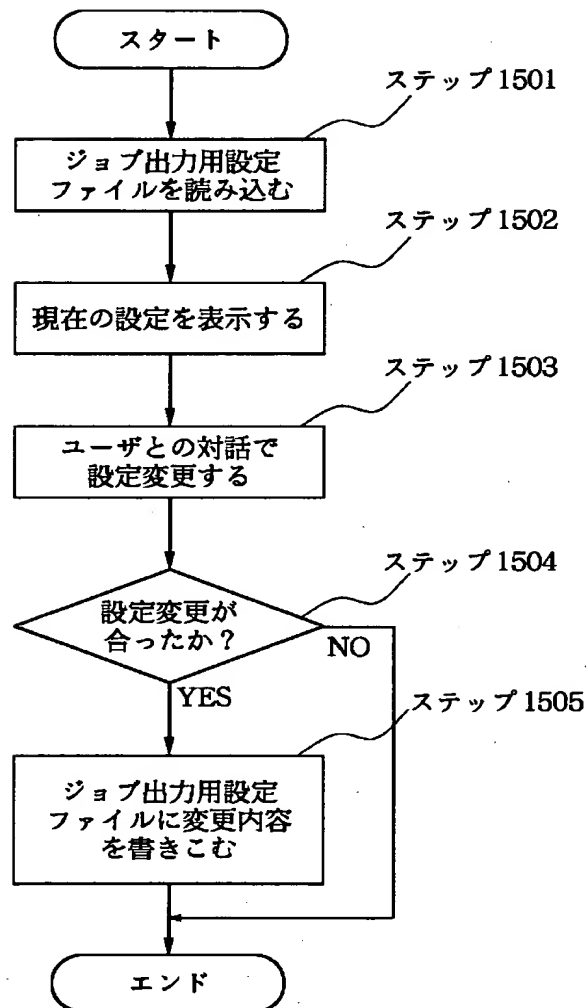 スタート
ステップ1501
ジョブ出力用設定
ファイルを読み込む
ステップ1502
現在の設定を表示する
ステップ1503
ユーザとの対話で
設定変更する
ステップ1504
設定変更が
合ったか？
NO
YES
ステップ1505
ジョブ出力用設定
ファイルに変更内容
を書きこむ
エンド